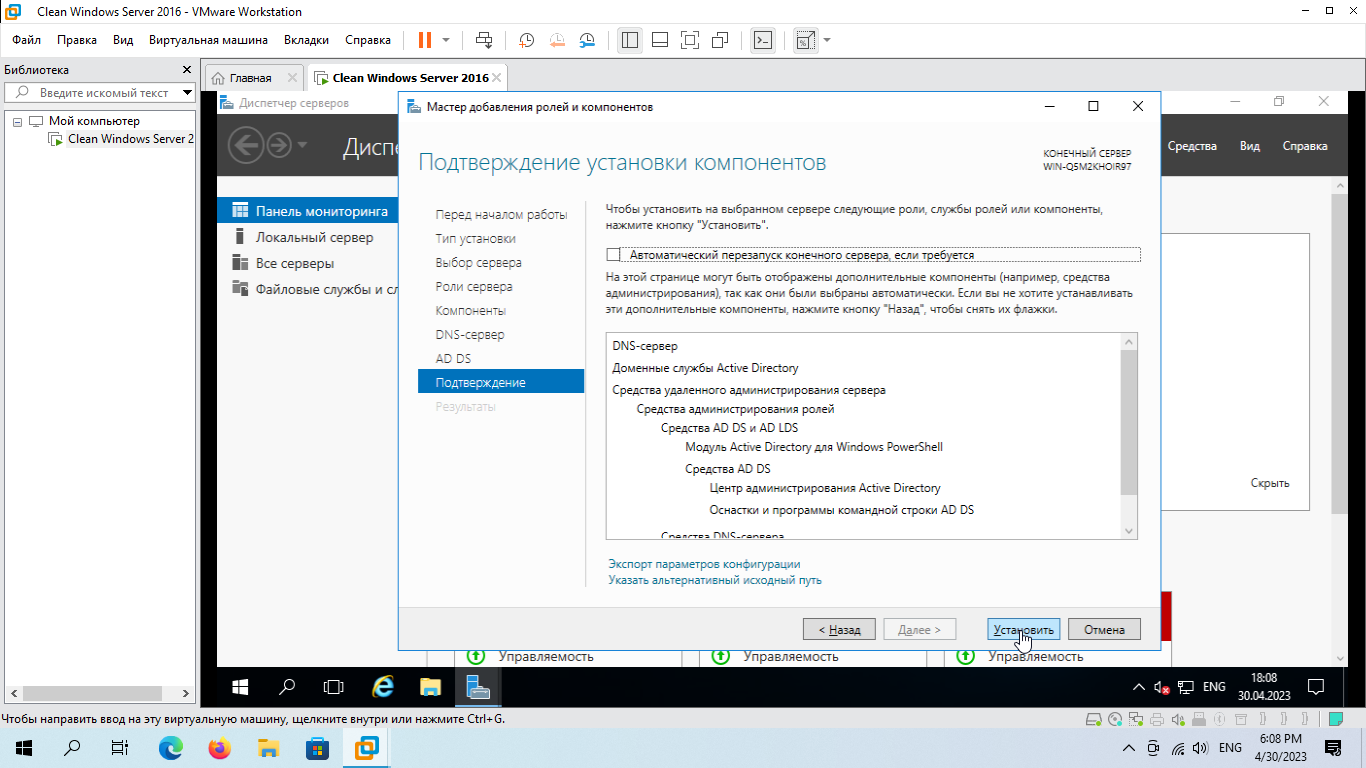 Clean Windows Server 2016 - VMware Workstation
Файл Правка Вид Виртуальная машина Вкладки Справка
Библиотека
Введите искомый текст
Мой компьютер
Clean Windows Server 2
Главная
Clean Windows Server 2016
Диспетчер серверов
Диспе
Средства Вид Справка
Панель мониторинга
Локальный сервер
Все серверы
Файловые службы и сл
Скрыть
Мастер добавления ролей и компонентов
Подтверждение установки компонентов
КОНЕЧНЫЙ СЕРВЕР
WIN-Q5M2KHOIR97
Перед началом работы
Тип установки
Выбор сервера
Роли сервера
Компоненты
DNS-сервер
AD DS
Подтверждение
Результаты
Чтобы установить на выбранном сервере следующие роли, службы ролей или компоненты,
нажмите кнопку "Установить".
Автоматический перезапуск конечного сервера, если требуется
На этой странице могут быть отображены дополнительные компоненты (например, средства
администрирования), так как они были выбраны автоматически. Если вы не хотите устанавливать
эти дополнительные компоненты, нажмите кнопку "Назад", чтобы снять их флажки.
DNS-сервер
Доменные службы Active Directory
Средства удаленного администрирования сервера
Средства администрирования ролей
Средства AD DS и AD LDS
Модуль Active Directory для Windows PowerShell
Средства AD DS
Центр администрирования Active Directory
Оснастки и программы командной строки AD DS
Средства DNS-сервера
Экспорт параметров конфигурации
Указать альтернативный исходный путь
< Назад Далее > Установить Отмена
Управляемость Управляемость Управляемость
ENG
18:08
30.04.2023
Чтобы направить ввод на эту виртуальную машину, щелкните внутри или нажмите Ctrl+G.
ENG
6:08 PM
4/30/2023